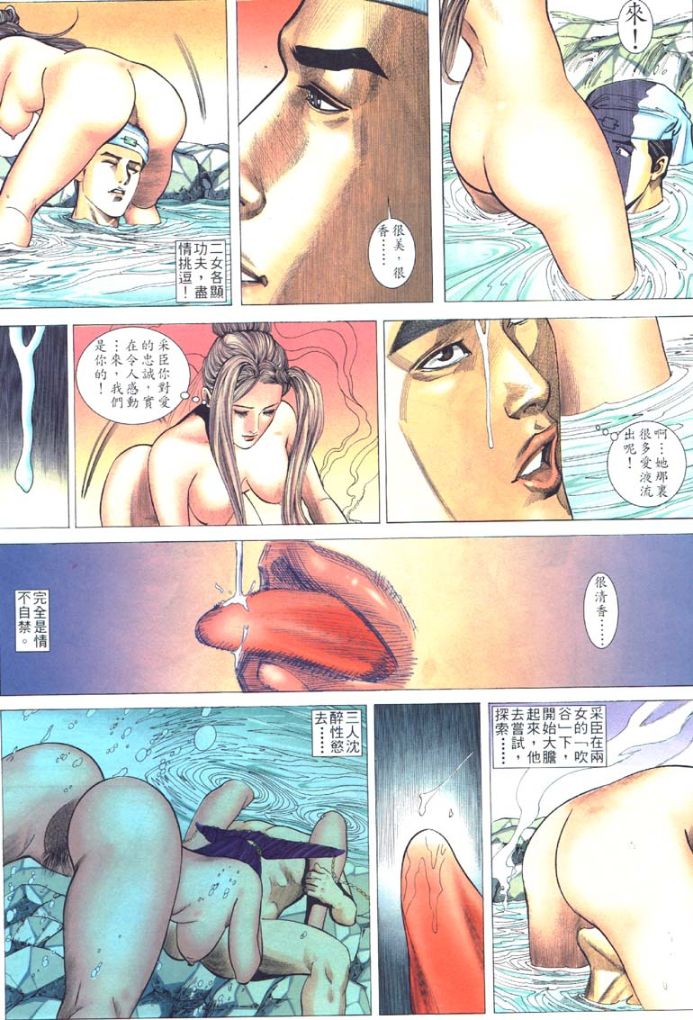 來！
很美，很
香……
二女各顯
功夫，盡
情挑逗！
啊…她那裏
很多愛液流
出呢！
采臣你對愛
的忠誠，實
在令人感動
…來，我們
是你的！
很清香……
完全是情
不自禁。
采臣在兩
女的「吹
谷」下，
開始大膽
起來，他
去嘗試，
探索……
三人沈
醉性慾
去……